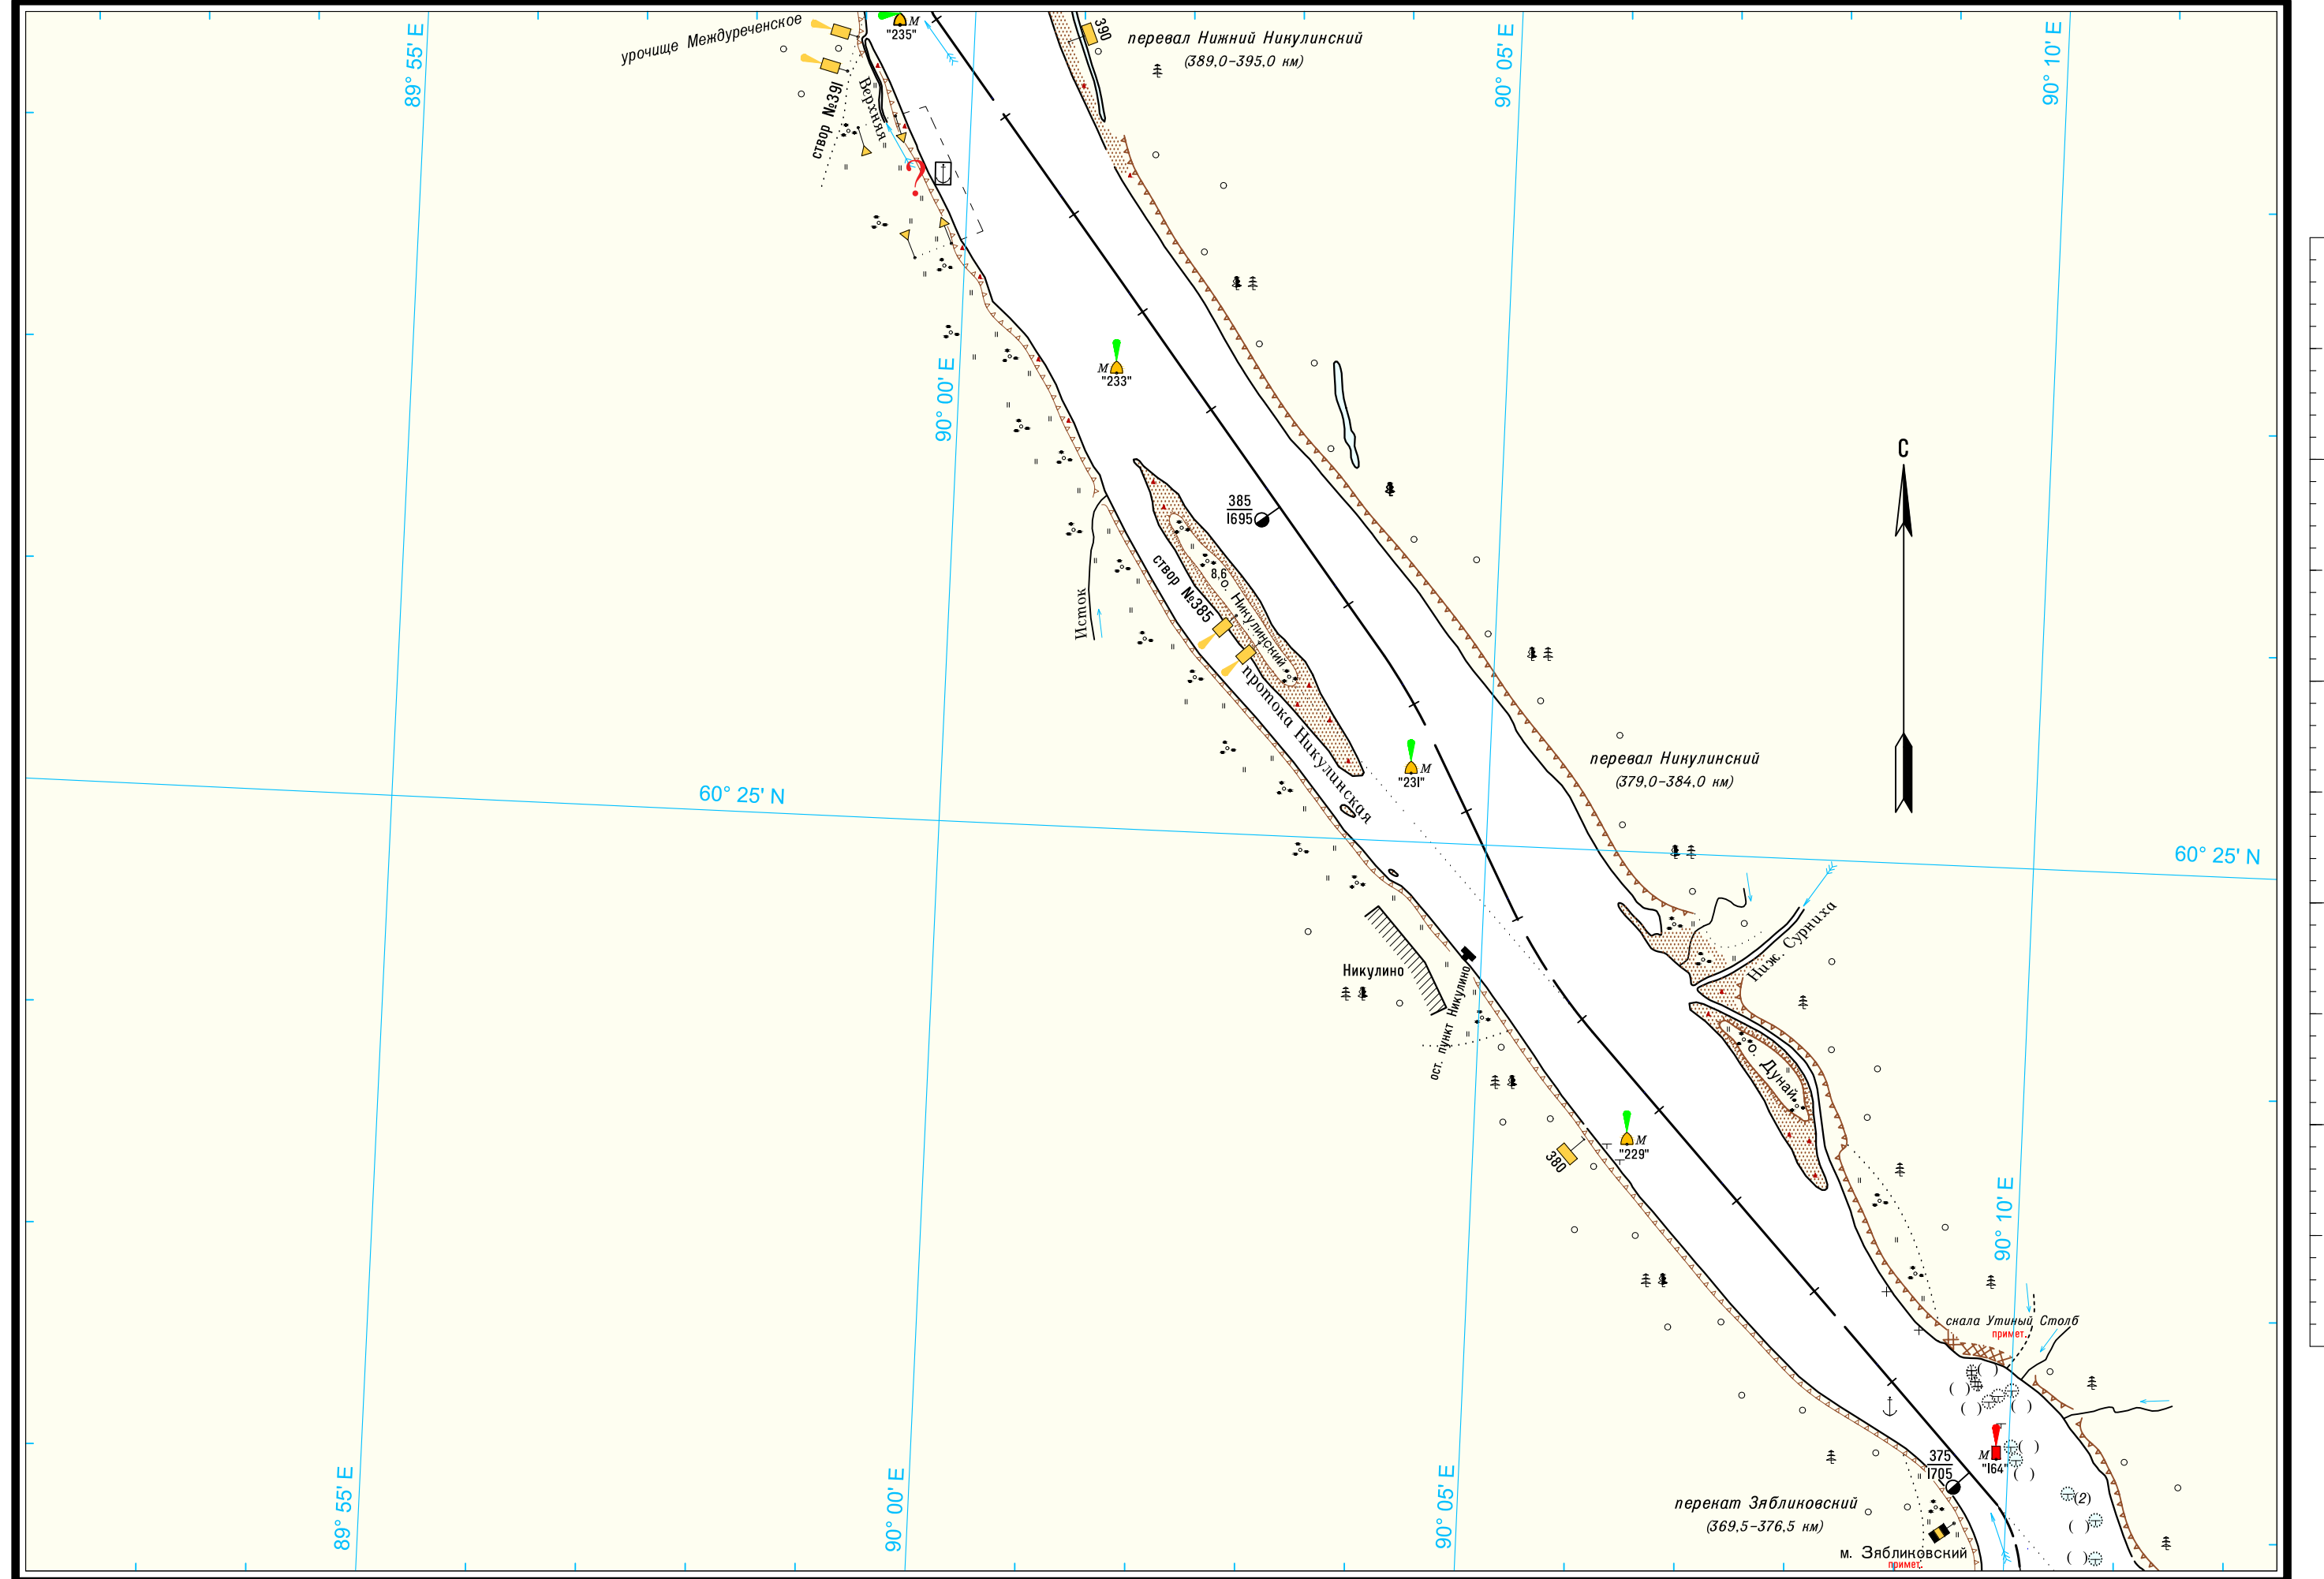 89° 55' E
урочище Междуреченское
М
"235"
390
перевал Нижний Никулинский
(389,0-395,0 км)
90° 05' E
90° 10' E
створ №391
Верхняя
?
90° 00' E
М
"233"
С
385
1695
Исток
створ №385
8,6
о. Никулинский
протока Никулинская
М
"231"
перевал Никулинский
(379,0-384,0 км)
60° 25' N
60° 25' N
Ниж. Сурниха
Никулино
ост. пункт Никулино
о. Дунай
380
М
"229"
90° 10' E
скала Утиный Столб
примет.
( )
( )
( )
( )
375
1705
М
"164"
( )
( )
(2)
( )
( )
89° 55' E
90° 00' E
90° 05' E
перекат Зябликовский
(369,5-376,5 км)
м. Зябликовский
примет.